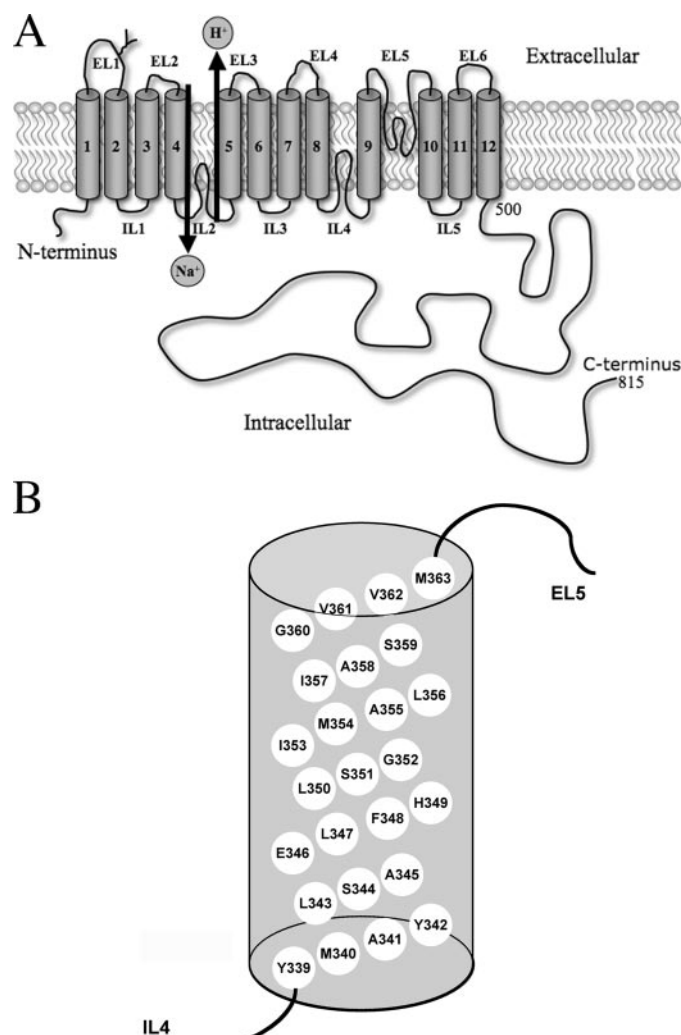 A
H⁺
EL1
EL2
EL3
EL4
EL5
EL6
Extracellular
1
2
3
4
5
6
7
8
9
10
11
12
N-terminus
IL1
IL2
IL3
IL4
IL5
500
Na⁺
C-terminus
815
Intracellular
B
M363
EL5
V362
V361
G360
S359
A358
I357
L356
A355
M354
I353
G352
S351
L350
H349
F348
L347
E346
A345
S344
L343
Y342
A341
M340
Y339
IL4